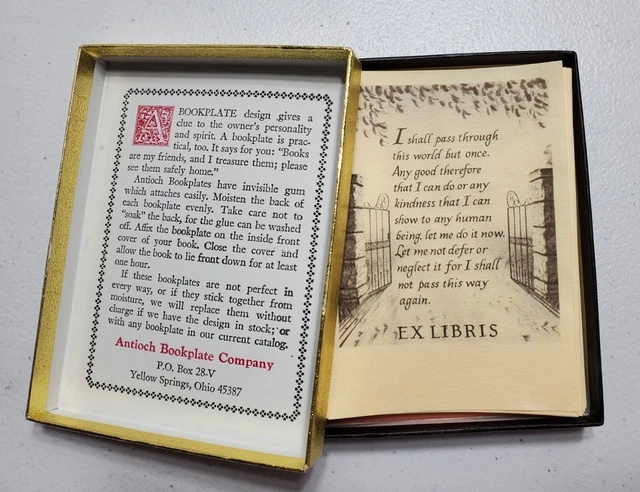 A BOOKPLATE design gives a
clue to the owner's personality
and spirit. A bookplate is prac-
tical, too. It says for you: "Books
are my friends, and I treasure them; please
see them safely home."
Antioch Bookplates have invisible gum
which attaches easily. Moisten the back of
each bookplate evenly. Take care not to
"soak" the back, for the glue can be washed
off. Affix the bookplate on the inside front
cover of your book. Close the cover and
allow the book to lie front down for at least
one hour.
If these bookplates are not perfect in
every way, or if they stick together from
moisture, we will replace them without
charge if we have the design in stock; or
with any bookplate in our current catalog.
Antioch Bookplate Company
P.O. Box 28-V
Yellow Springs, Ohio 45387
I shall pass through
this world but once.
Any good therefore
that I can do or any
kindness that I can
show to any human
being, let me do it now.
Let me not defer or
neglect it for I shall
not pass this way
again.
EX LIBRIS